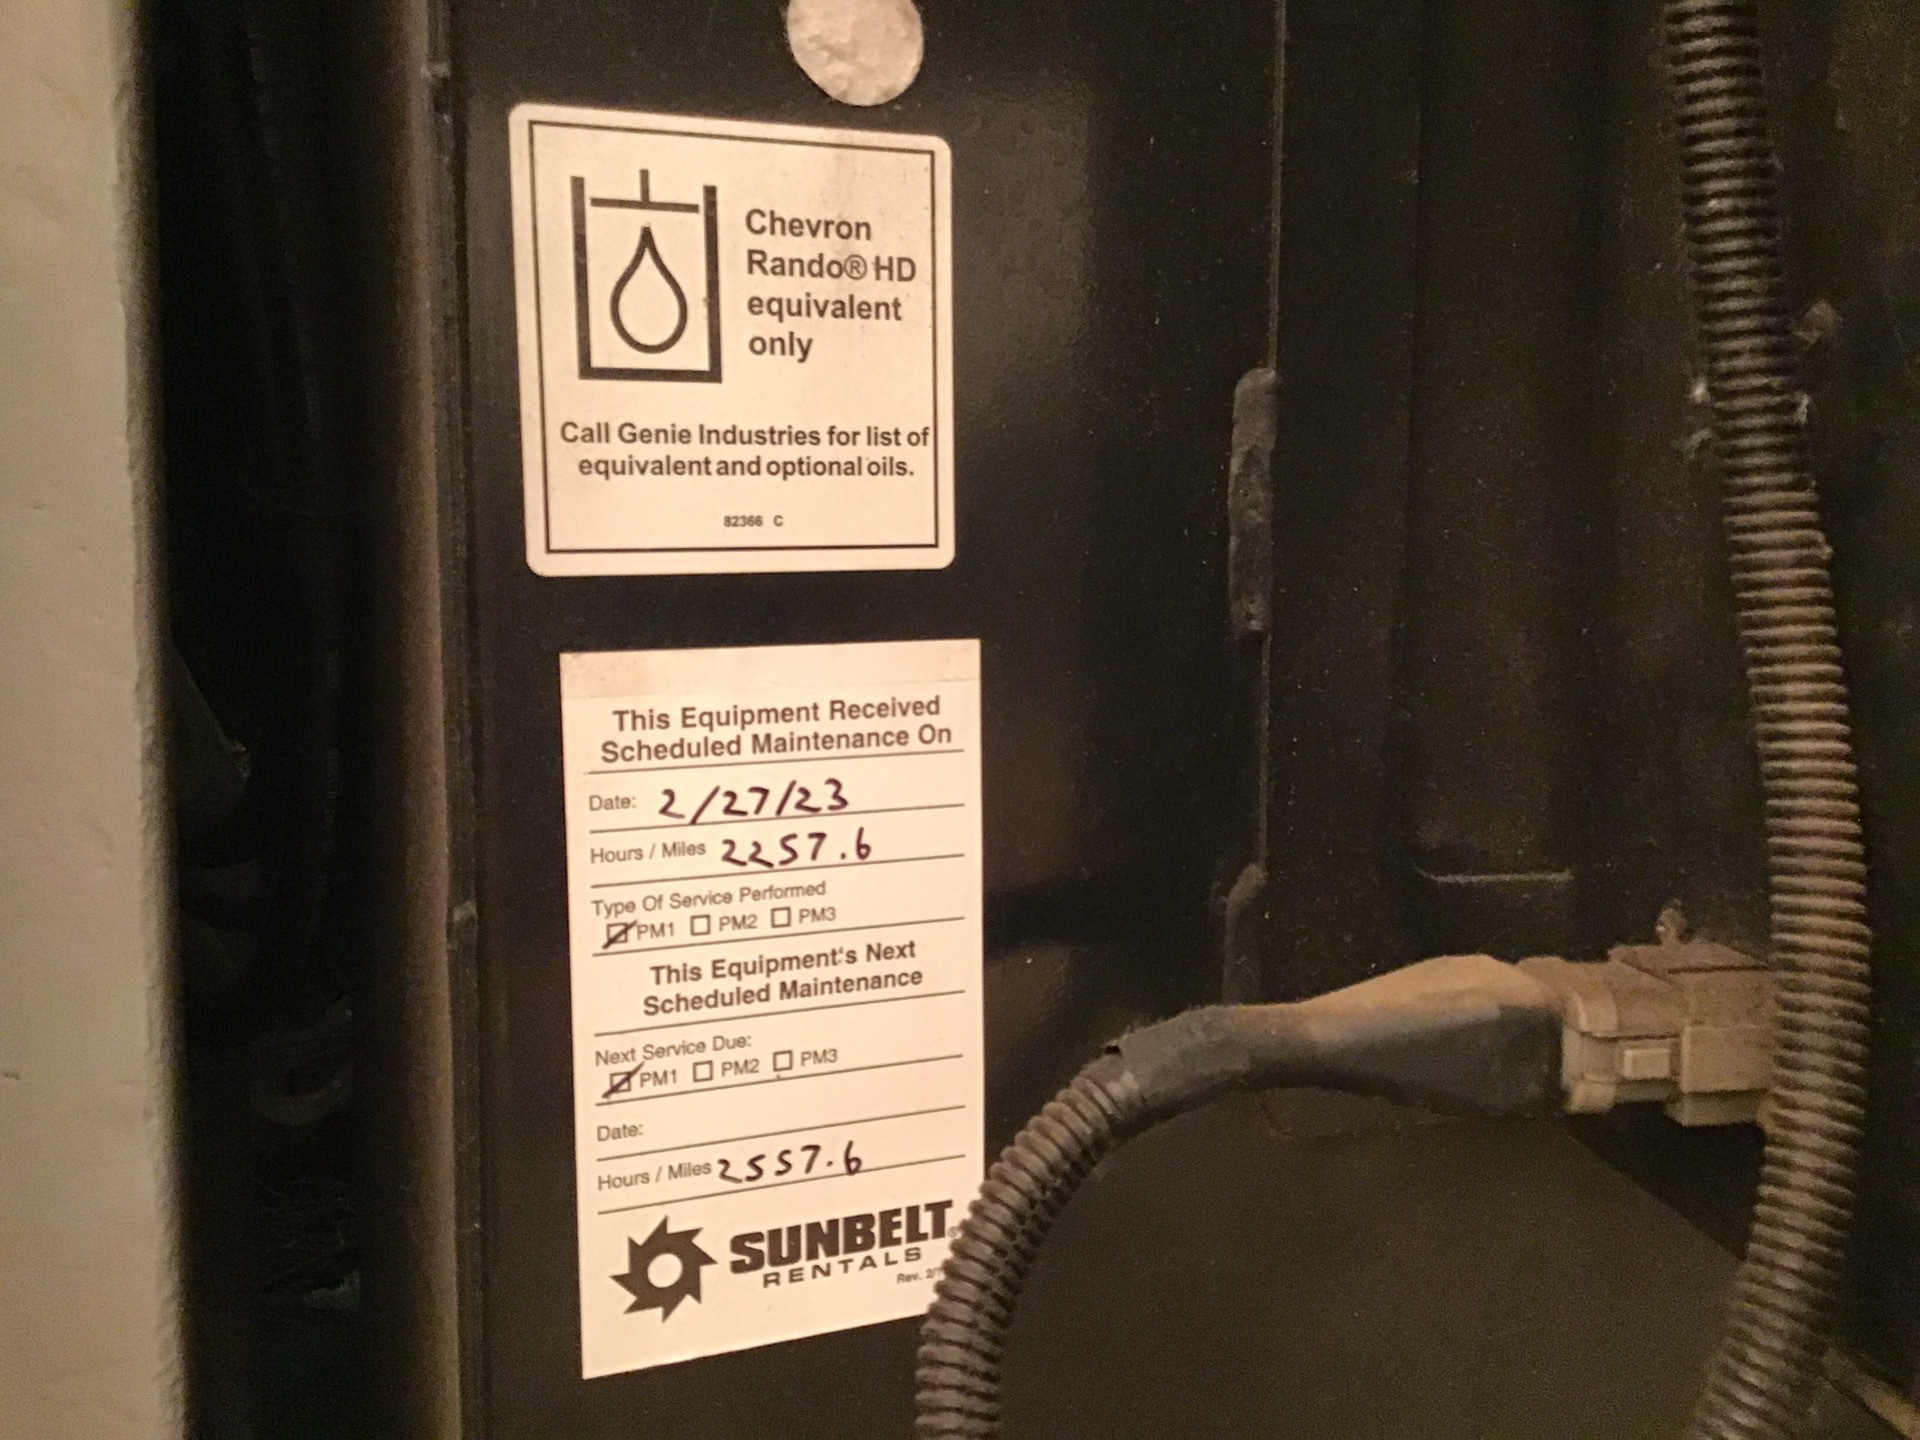 Chevron
Rando® HD
equivalent
only
Call Genie Industries for list of
equivalent and optional oils.
82366 C
This Equipment Received
Scheduled Maintenance On
Date: 2/27/23
Hours / Miles 2257.6
Type Of Service Performed
PM1 PM2 PM3
This Equipment's Next
Scheduled Maintenance
Next Service Due:
PM1 PM2 PM3
Date:
Hours / Miles 2557.6
SUNBELT
RENTALS
Rev.